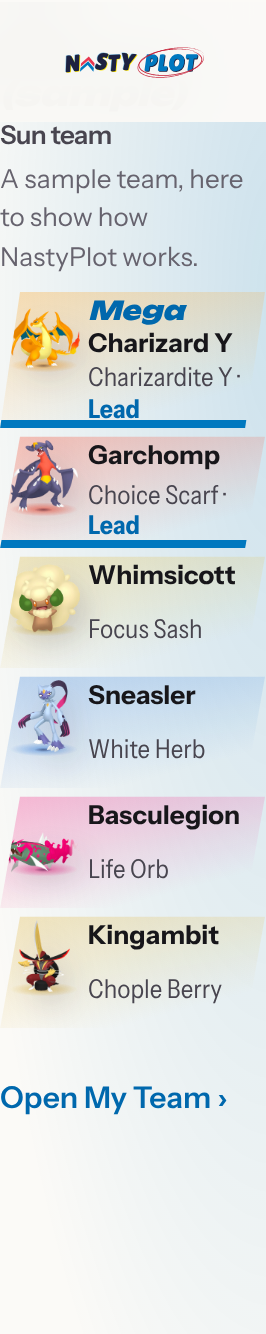 NASTY PLOT
Sun team
A sample team, here
to show how
NastyPlot works.
Mega
Charizard Y
Charizardite Y ·
Lead
Garchomp
Choice Scarf ·
Lead
Whimsicott
Focus Sash
Sneasler
White Herb
Basculegion
Life Orb
Kingambit
Chople Berry
Open My Team ›